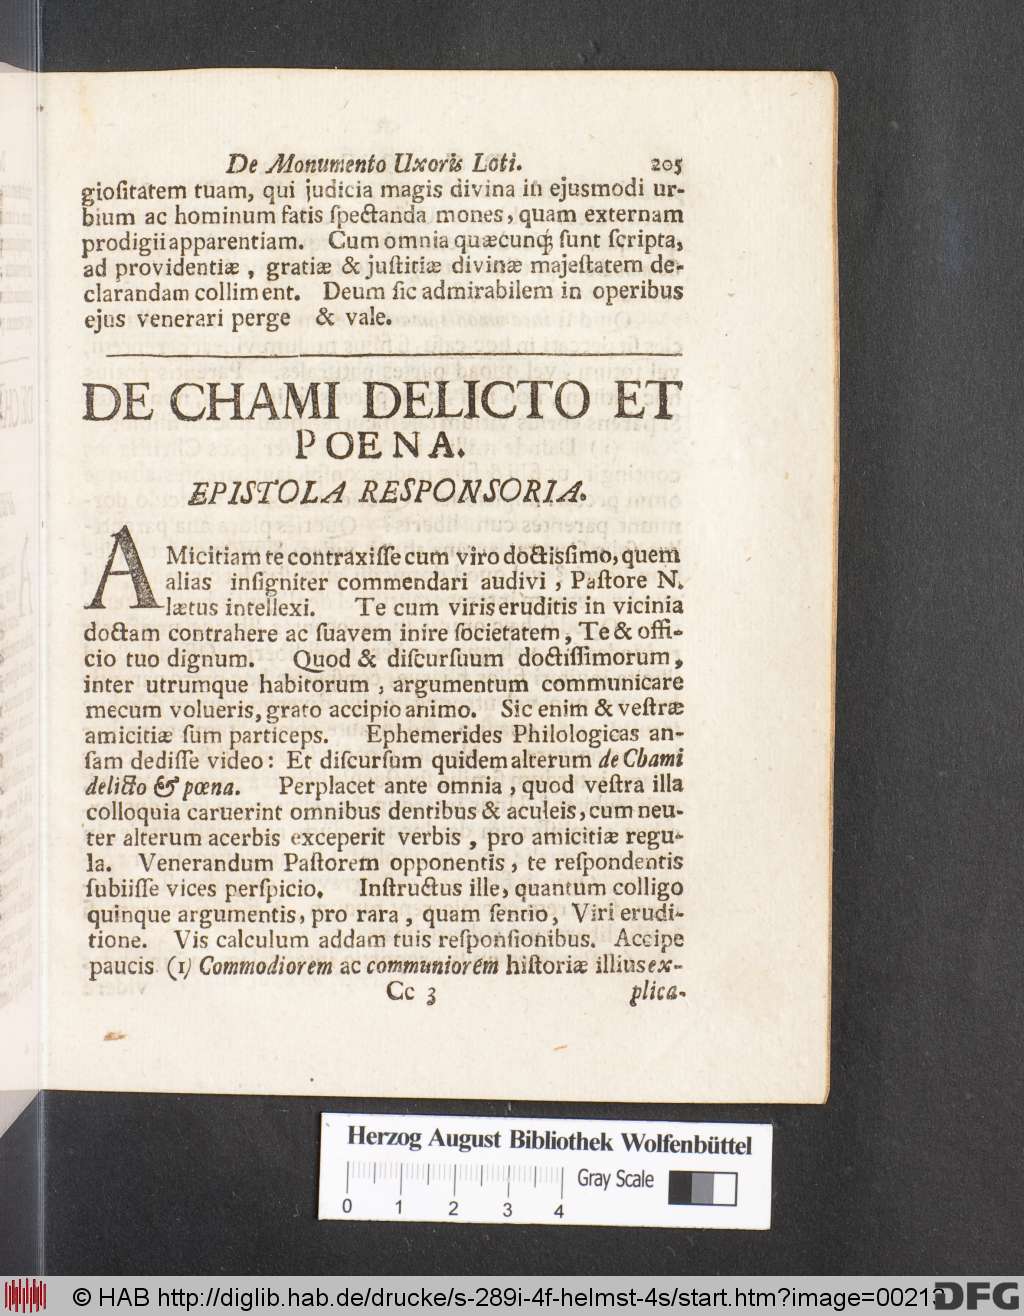 De Monumento Uxoris Loti. 205
gioſitatem tuam, qui judicia magis divina in ejusmodi ur-
bium ac hominum fatis ſpectanda mones, quam externam
prodigii apparentiam. Cum omnia quæcunq́; ſunt ſcripta,
ad providentiæ, gratiæ & juſtitiæ divinæ majeſtatem de-
clarandam colliment. Deum ſic admirabilem in operibus
ejus venerari perge & vale.
DE CHAMI DELICTO ET
POENA.
EPISTOLA RESPONSORIA.
AMicitiam te contraxiſſe cum viro doctisſimo, quem
alias inſigniter commendari audivi, Paſtore N.
lætus intellexi. Te cum viris eruditis in vicinia
doctam contrahere ac ſuavem inire ſocietatem, Te & offi-
cio tuo dignum. Quod & diſcurſuum doctiſſimorum,
inter utrumque habitorum, argumentum communicare
mecum volueris, grato accipio animo. Sic enim & veſtræ
amicitiæ ſum particeps. Ephemerides Philologicas an-
ſam dediſſe video: Et diſcurſum quidem alterum de Chami
delicto & pœna. Perplacet ante omnia, quod veſtra illa
colloquia caruerint omnibus dentibus & aculeis, cum neu-
ter alterum acerbis exceperit verbis, pro amicitiæ regu-
la. Venerandum Paſtorem opponentis, te reſpondentis
ſubiiſſe vices perſpicio. Inſtructus ille, quantum colligo
quinque argumentis, pro rara, quam ſentio, Viri erudi-
tione. Vis calculum addam tuis reſponſionibus. Accipe
paucis (1) Commodiorem ac communiorem hiſtoriæ illius ex-
Cc 3 plica-
Herzog August Bibliothek Wolfenbüttel
Gray Scale
0 1 2 3 4
© HAB http://diglib.hab.de/drucke/s-289i-4f-helmst-4s/start.htm?image=00213
DFG